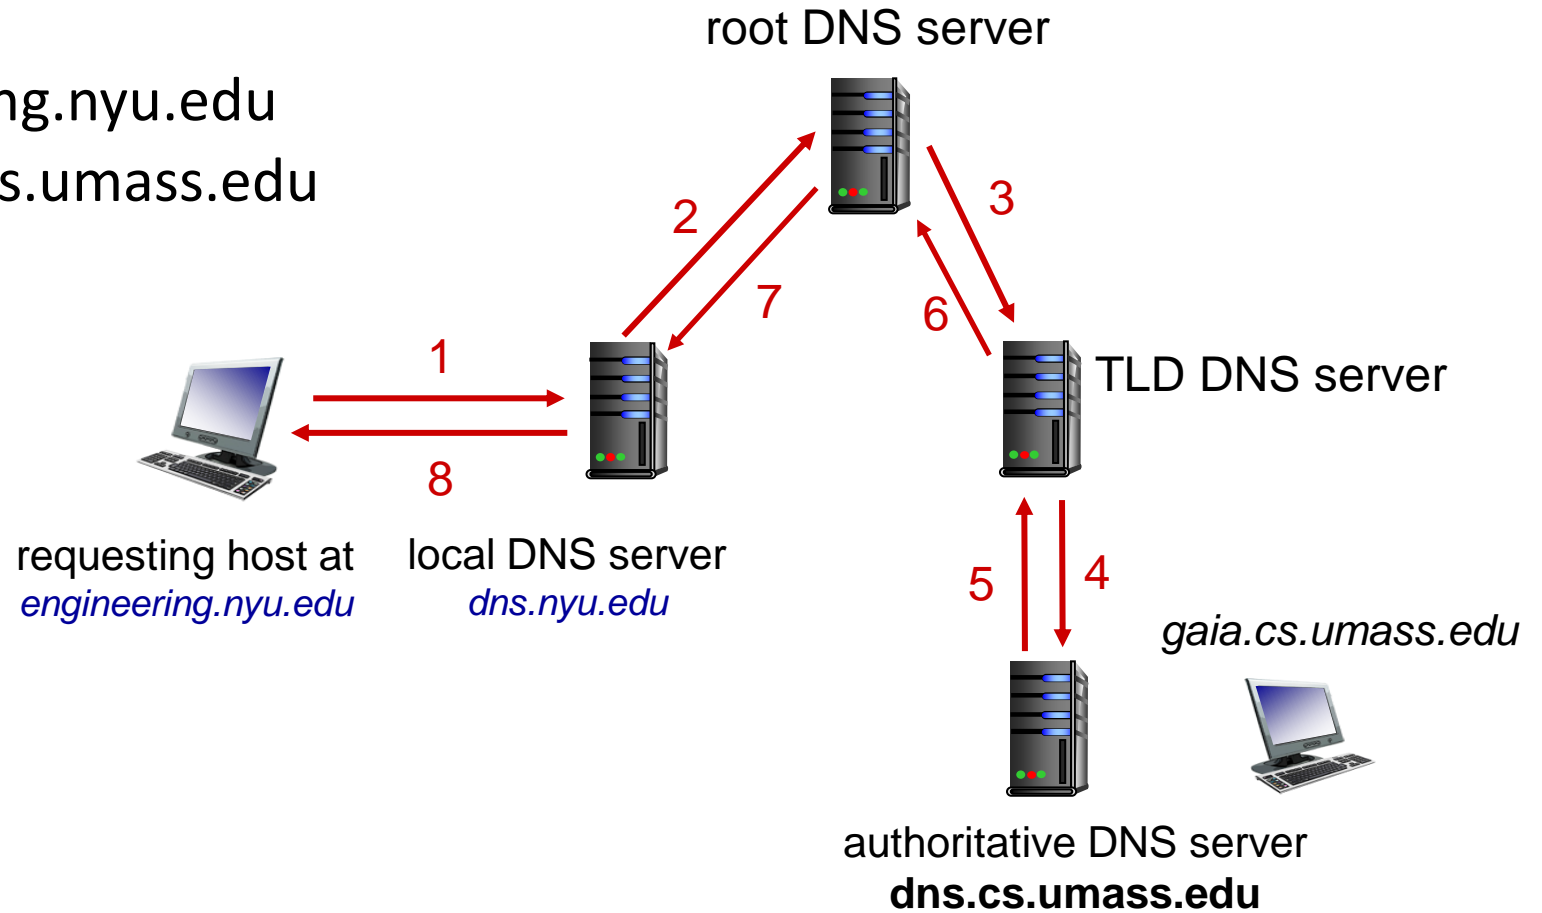 root DNS server
ng.nyu.edu
s.umass.edu
2
3
7
6
1
TLD DNS server
8
requesting host at
engineering.nyu.edu
local DNS server
dns.nyu.edu
5
4
gaia.cs.umass.edu
authoritative DNS server
dns.cs.umass.edu